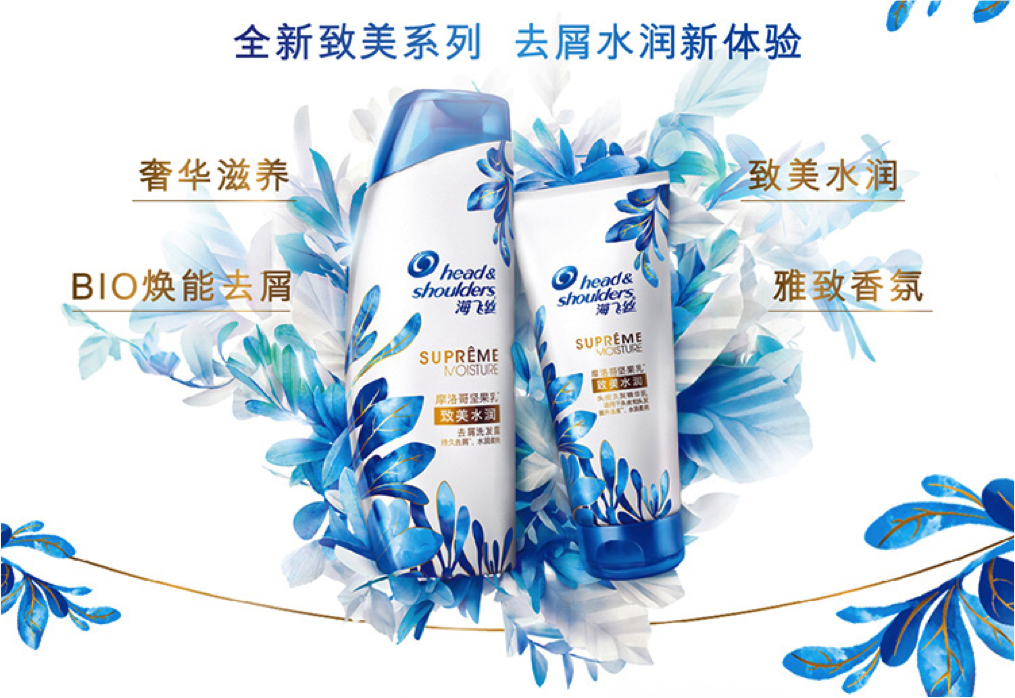 全新致美系列 去屑水润新体验
奢华滋养
致美水润
BIO焕能去屑
雅致香氛
head&
shoulders
海飞丝
SUPRÊME
MOISTURE
摩洛哥坚果乳*
致美水润
去屑洗发露
持久去屑*，水润柔滑
head&
shoulders
海飞丝
SUPRÊME
MOISTURE
摩洛哥坚果乳*
致美水润